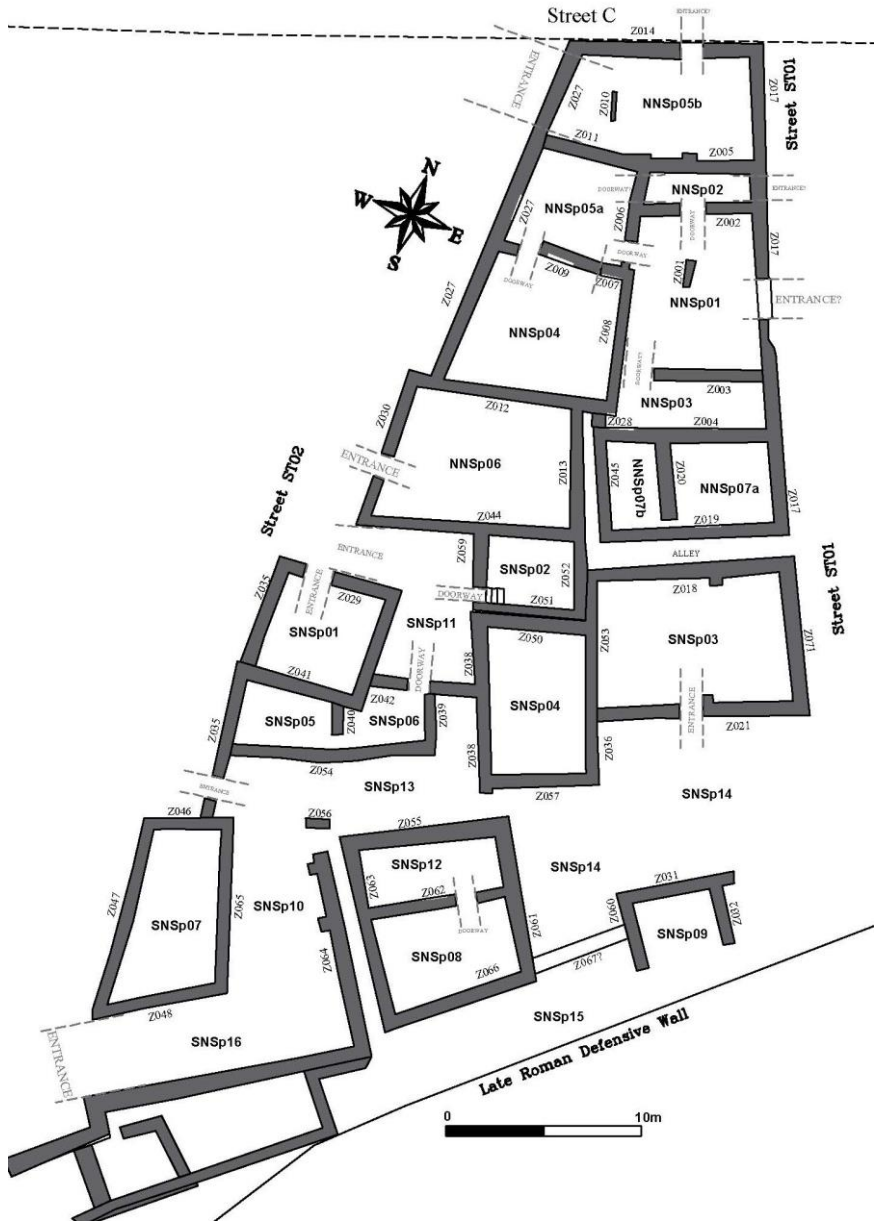 Street C
ENTRANCE?
Z014
ENTRANCE
Z027
Z010
NNSp05b
Z017
Street ST01
Z011
Z005
DOORWAY?
NNSp02
ENTRANCE?
NNSp05a
Z027
Z006
DOORWAY
Z002
DOORWAY
Z017
N
W
E
S
Z009
Z007
Z001
DOORWAY
NNSp01
ENTRANCE?
Z027
NNSp04
Z008
DOORWAY?
Z003
Z012
NNSp03
Z030
Z028
Z004
ENTRANCE
NNSp06
Z013
Z045
NNSp07b
Z020
NNSp07a
Z017
Street ST02
Z044
Z019
ENTRANCE
Z059
ALLEY
SNSp02
Z052
Z018
Z035
ENTRANCE
Z029
DOORWAY
Z051
Street ST01
SNSp01
SNSp11
Z050
Z053
SNSp03
Z071
Z041
DOORWAY
Z038
Z042
SNSp04
ENTRANCE
SNSp05
Z040
SNSp06
Z039
Z021
Z035
Z054
Z038
Z036
ENTRANCE
SNSp13
Z057
SNSp14
Z046
Z056
Z055
SNSp12
SNSp14
Z031
Z047
Z065
SNSp10
Z063
Z062
Z060
Z032
SNSp07
DOORWAY
Z061
SNSp09
Z064
SNSp08
Z066
Z067?
Z048
SNSp16
SNSp15
ENTRANCE
Late Roman Defensive Wall
0
10m